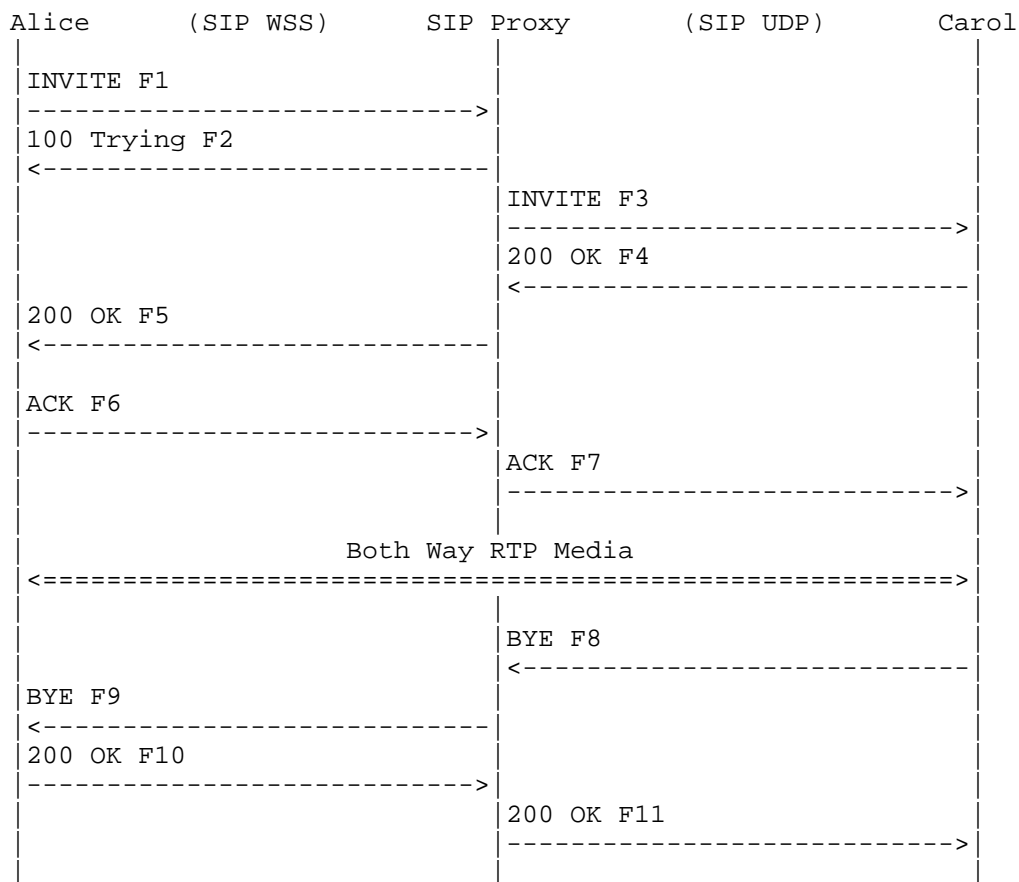 Alice (SIP WSS) SIP Proxy (SIP UDP) Carol
INVITE F1
100 Trying F2
INVITE F3
200 OK F4
200 OK F5
ACK F6
ACK F7
Both Way RTP Media
BYE F8
BYE F9
200 OK F10
200 OK F11